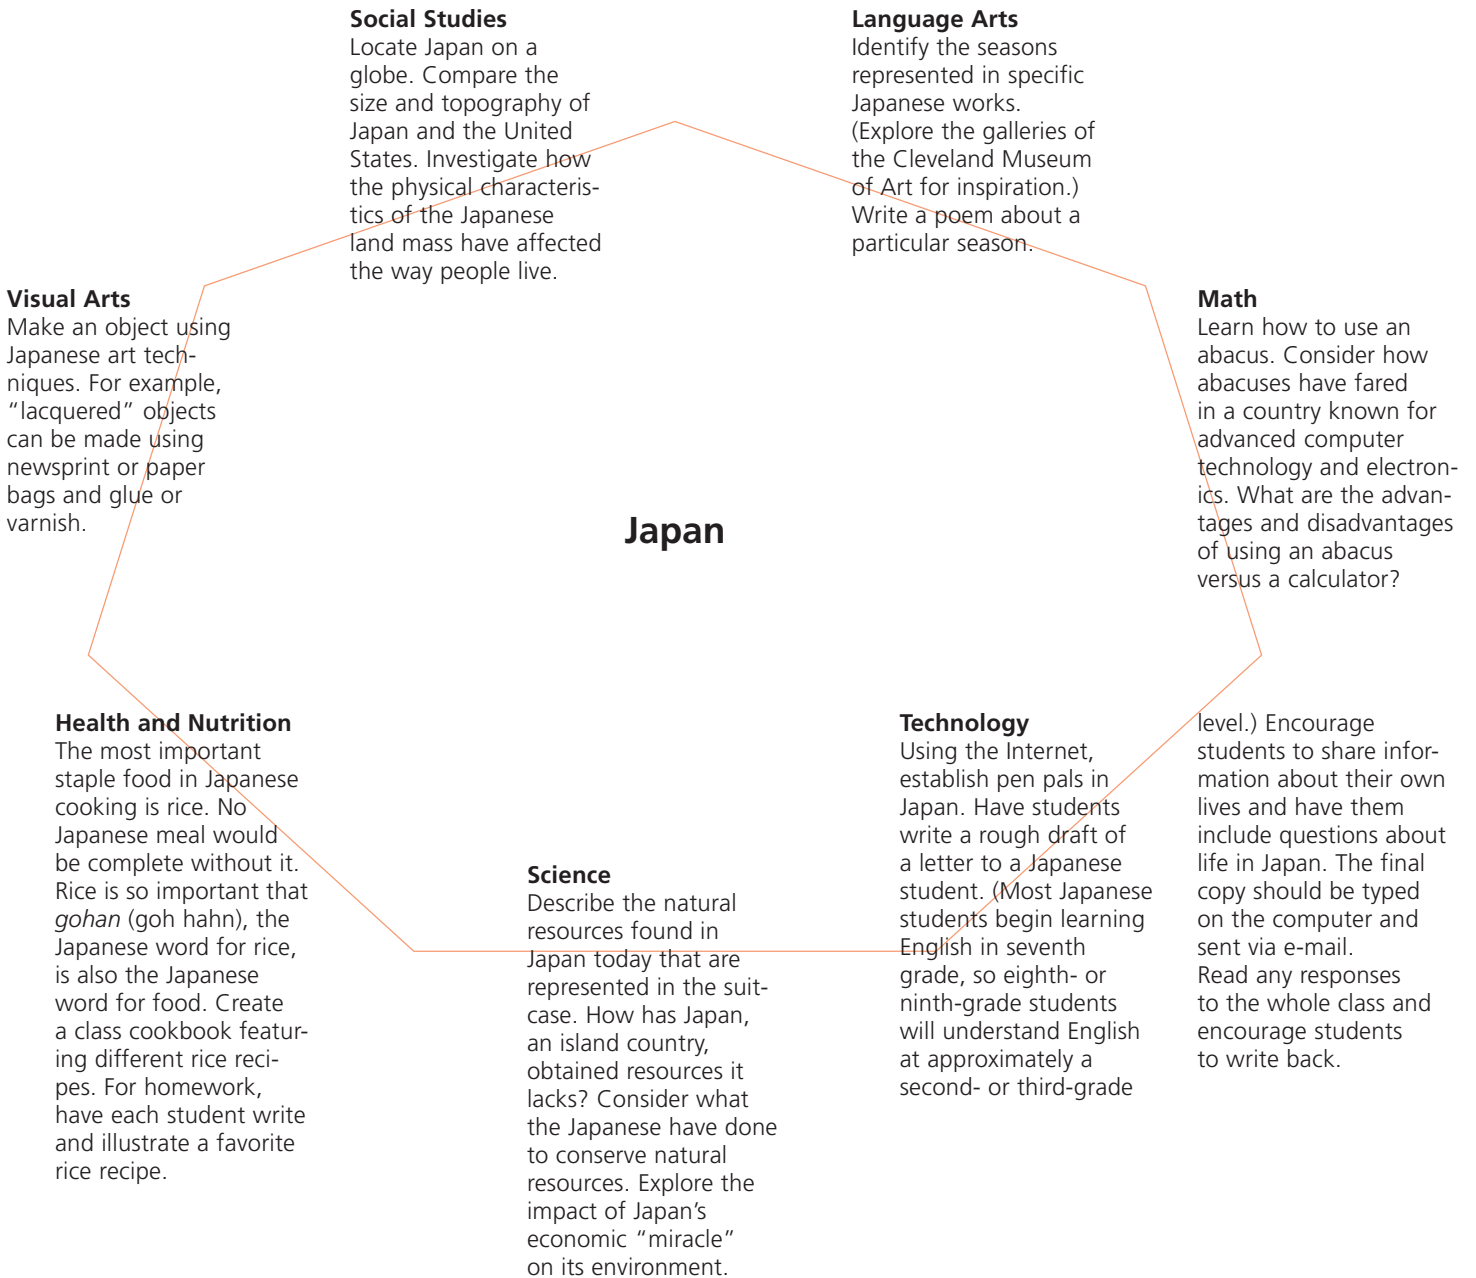 Social Studies
Locate Japan on a
globe. Compare the
size and topography of
Japan and the United
States. Investigate how
the physical characteris-
tics of the Japanese
land mass have affected
the way people live.
Language Arts
Identify the seasons
represented in specific
Japanese works.
(Explore the galleries of
the Cleveland Museum
of Art for inspiration.)
Write a poem about a
particular season.
Visual Arts
Make an object using
Japanese art tech-
niques. For example,
“lacquered” objects
can be made using
newsprint or paper
bags and glue or
varnish.
Math
Learn how to use an
abacus. Consider how
abacuses have fared
in a country known for
advanced computer
technology and electron-
ics. What are the advan-
tages and disadvantages
of using an abacus
versus a calculator?
Japan
Health and Nutrition
The most important
staple food in Japanese
cooking is rice. No
Japanese meal would
be complete without it.
Rice is so important that
gohan (goh hahn), the
Japanese word for rice,
is also the Japanese
word for food. Create
a class cookbook featur-
ing different rice reci-
pes. For homework,
have each student write
and illustrate a favorite
rice recipe.
Science
Describe the natural
resources found in
Japan today that are
represented in the suit-
case. How has Japan,
an island country,
obtained resources it
lacks? Consider what
the Japanese have done
to conserve natural
resources. Explore the
impact of Japan’s
economic “miracle”
on its environment.
Technology
Using the Internet,
establish pen pals in
Japan. Have students
write a rough draft of
a letter to a Japanese
student. (Most Japanese
students begin learning
English in seventh
grade, so eighth- or
ninth-grade students
will understand English
at approximately a
second- or third-grade
level.) Encourage
students to share infor-
mation about their own
lives and have them
include questions about
life in Japan. The final
copy should be typed
on the computer and
sent via e-mail.
Read any responses
to the whole class and
encourage students
to write back.